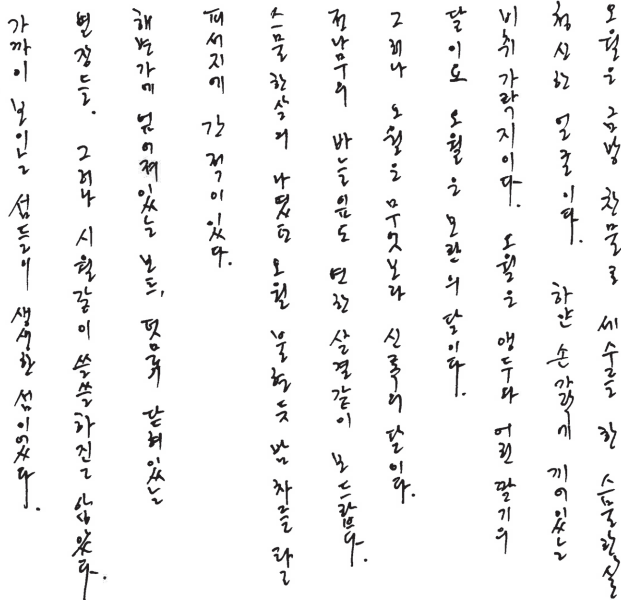 오월은 금방 찬물로 세수를 한 스물한살
청신한 얼굴이다. 하얀 손가락에 끼어있는
비취가락지이다. 오월은 앵두다 어린 딸기의
달이요 오월은 모란의 달이다.
그러나 오월은 무엇보다 신록의 달이다.
전나무의 바늘잎도 연한 살결같이 보드랍다.
스물한살이 나였던 오월 불현듯 밤차를 타고
피서지에 간 적이 있다.
해변가에 엎어져있는 보트, 덧문이 닫혀있는
별장들. 그러나 시월같이 쓸쓸하진 않았다.
가까이 보이는 섬들이 생생한 섬이었다.